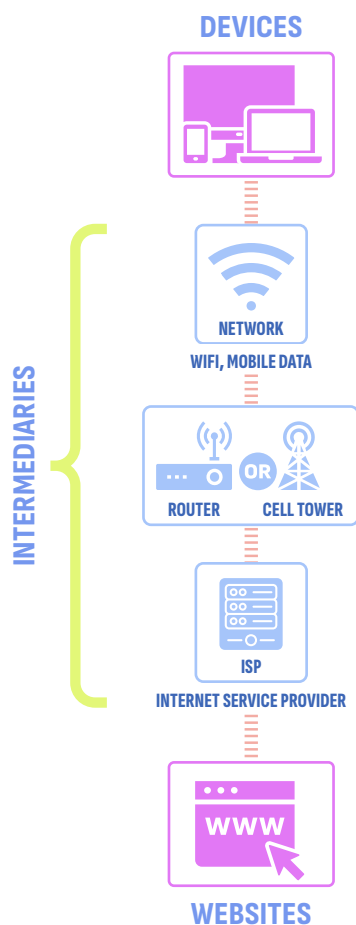 DEVICES
NETWORK
WIFI, MOBILE DATA
INTERMEDIARIES
OR
ROUTER
CELL TOWER
ISP
INTERNET SERVICE PROVIDER
WWW
WEBSITES